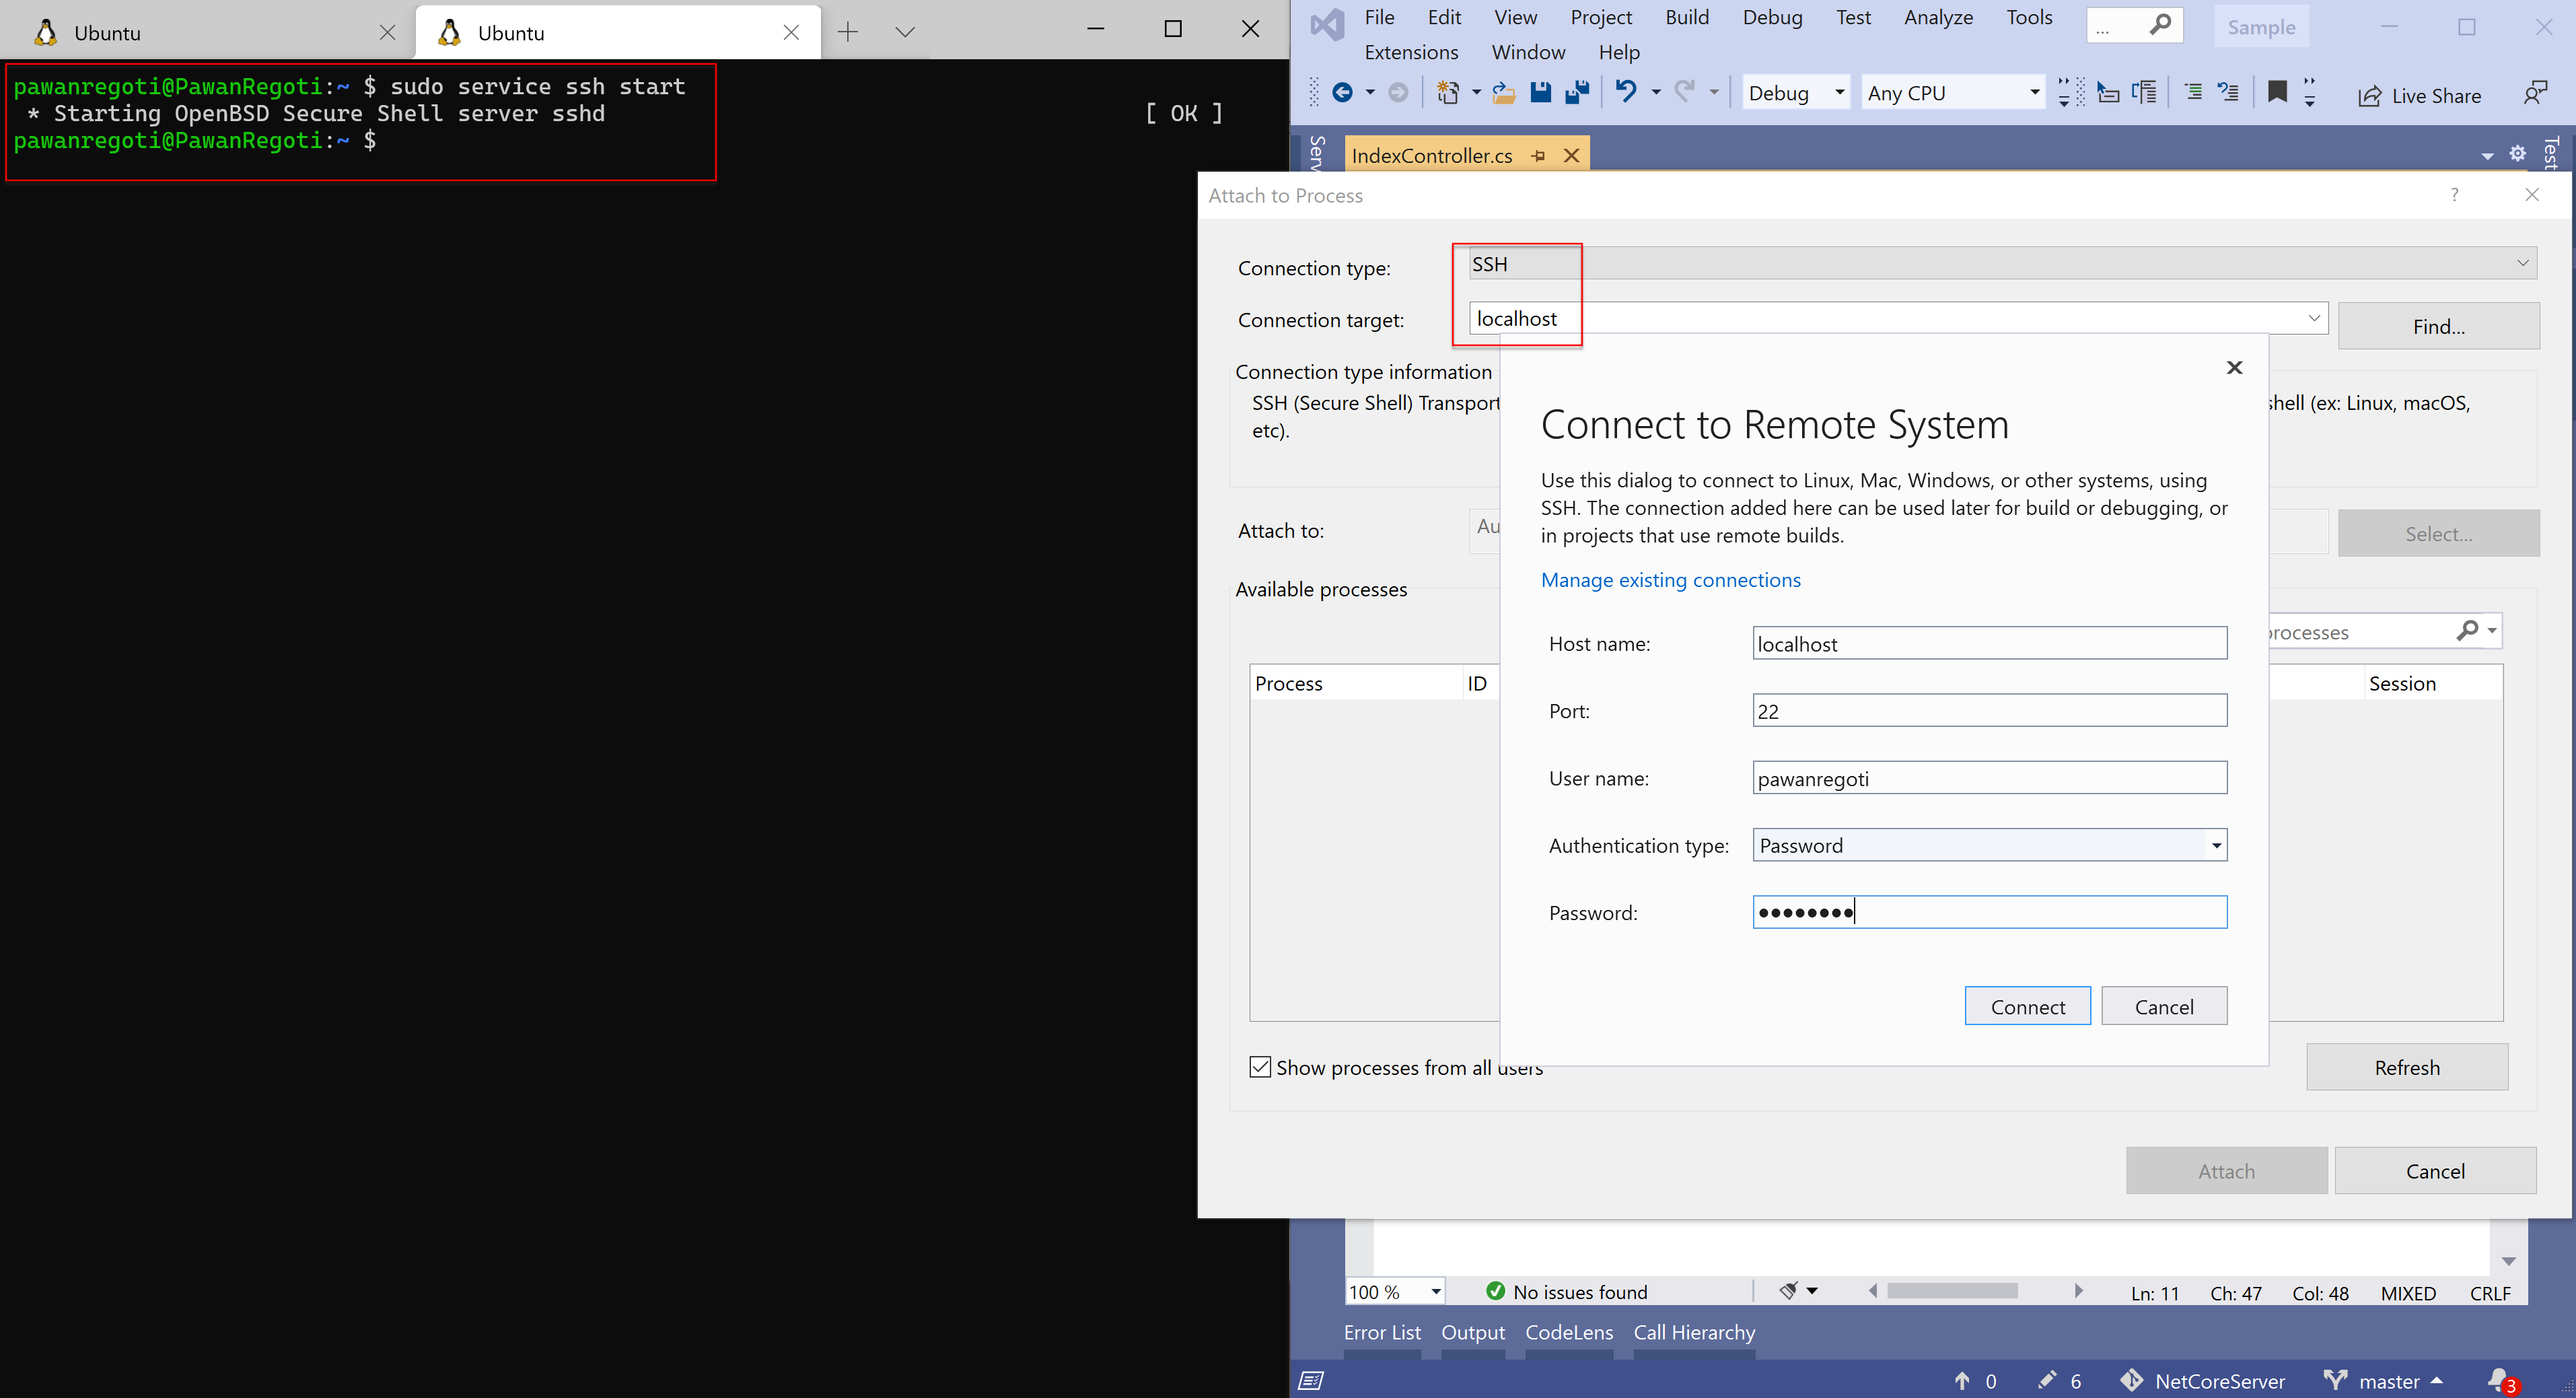 Ubuntu
Ubuntu
pawanregoti@PawanRegoti:~ $ sudo service ssh start
* Starting OpenBSD Secure Shell server sshd [ OK ]
pawanregoti@PawanRegoti:~ $
File Edit View Project Build Debug Test Analyze Tools
... Sample
Extensions Window Help
Debug Any CPU Live Share
Serv
IndexController.cs
Test
Attach to Process ?
Connection type: SSH
Connection target: localhost Find...
Connection type information
SSH (Secure Shell) Transport shell (ex: Linux, macOS,
etc).
Attach to: Au Select...
Available processes
processes
Process ID Session
Show processes from all users
Refresh
Attach Cancel
Connect to Remote System
Use this dialog to connect to Linux, Mac, Windows, or other systems, using
SSH. The connection added here can be used later for build or debugging, or
in projects that use remote builds.
Manage existing connections
Host name: localhost
Port: 22
User name: pawanregoti
Authentication type: Password
Password: ●●●●●●●●
Connect Cancel
100 % No issues found Ln: 11 Ch: 47 Col: 48 MIXED CRLF
Error List Output CodeLens Call Hierarchy
0 6 NetCoreServer master 3